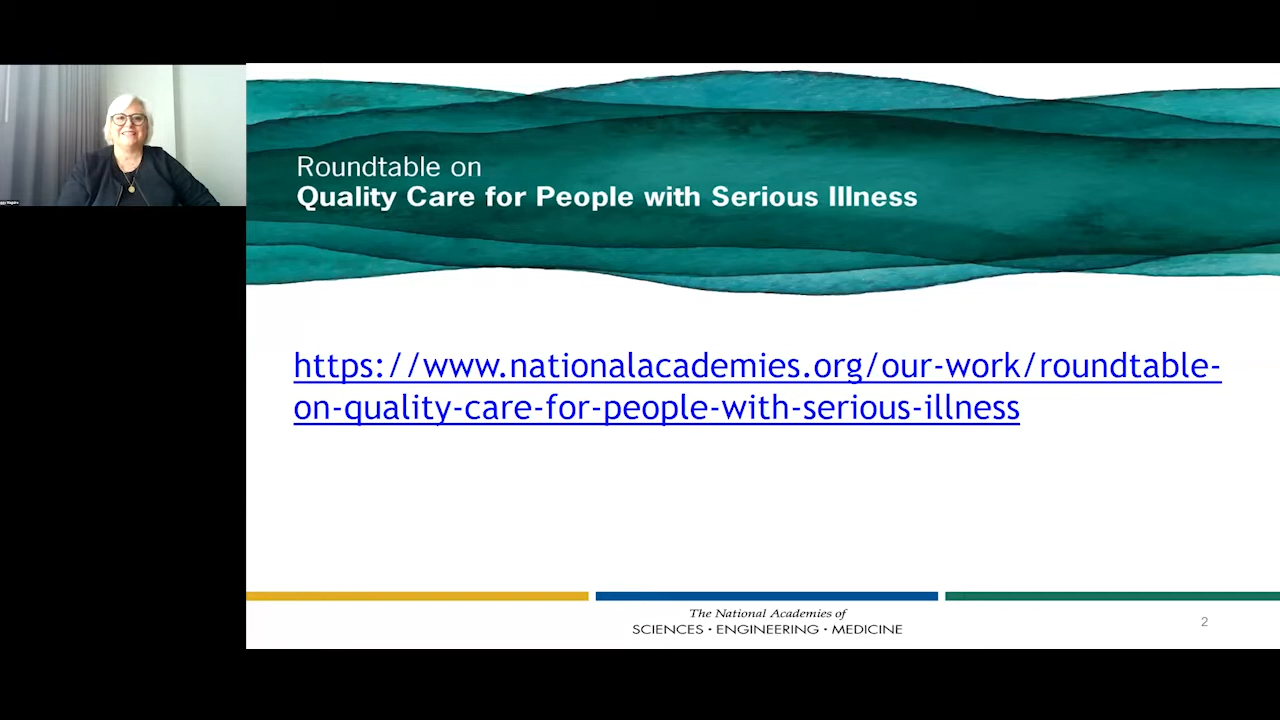 Roundtable on
Quality Care for People with Serious Illness
https://www.nationalacademies.org/our-work/roundtable-
on-quality-care-for-people-with-serious-illness
The National Academies of
SCIENCES • ENGINEERING • MEDICINE
2